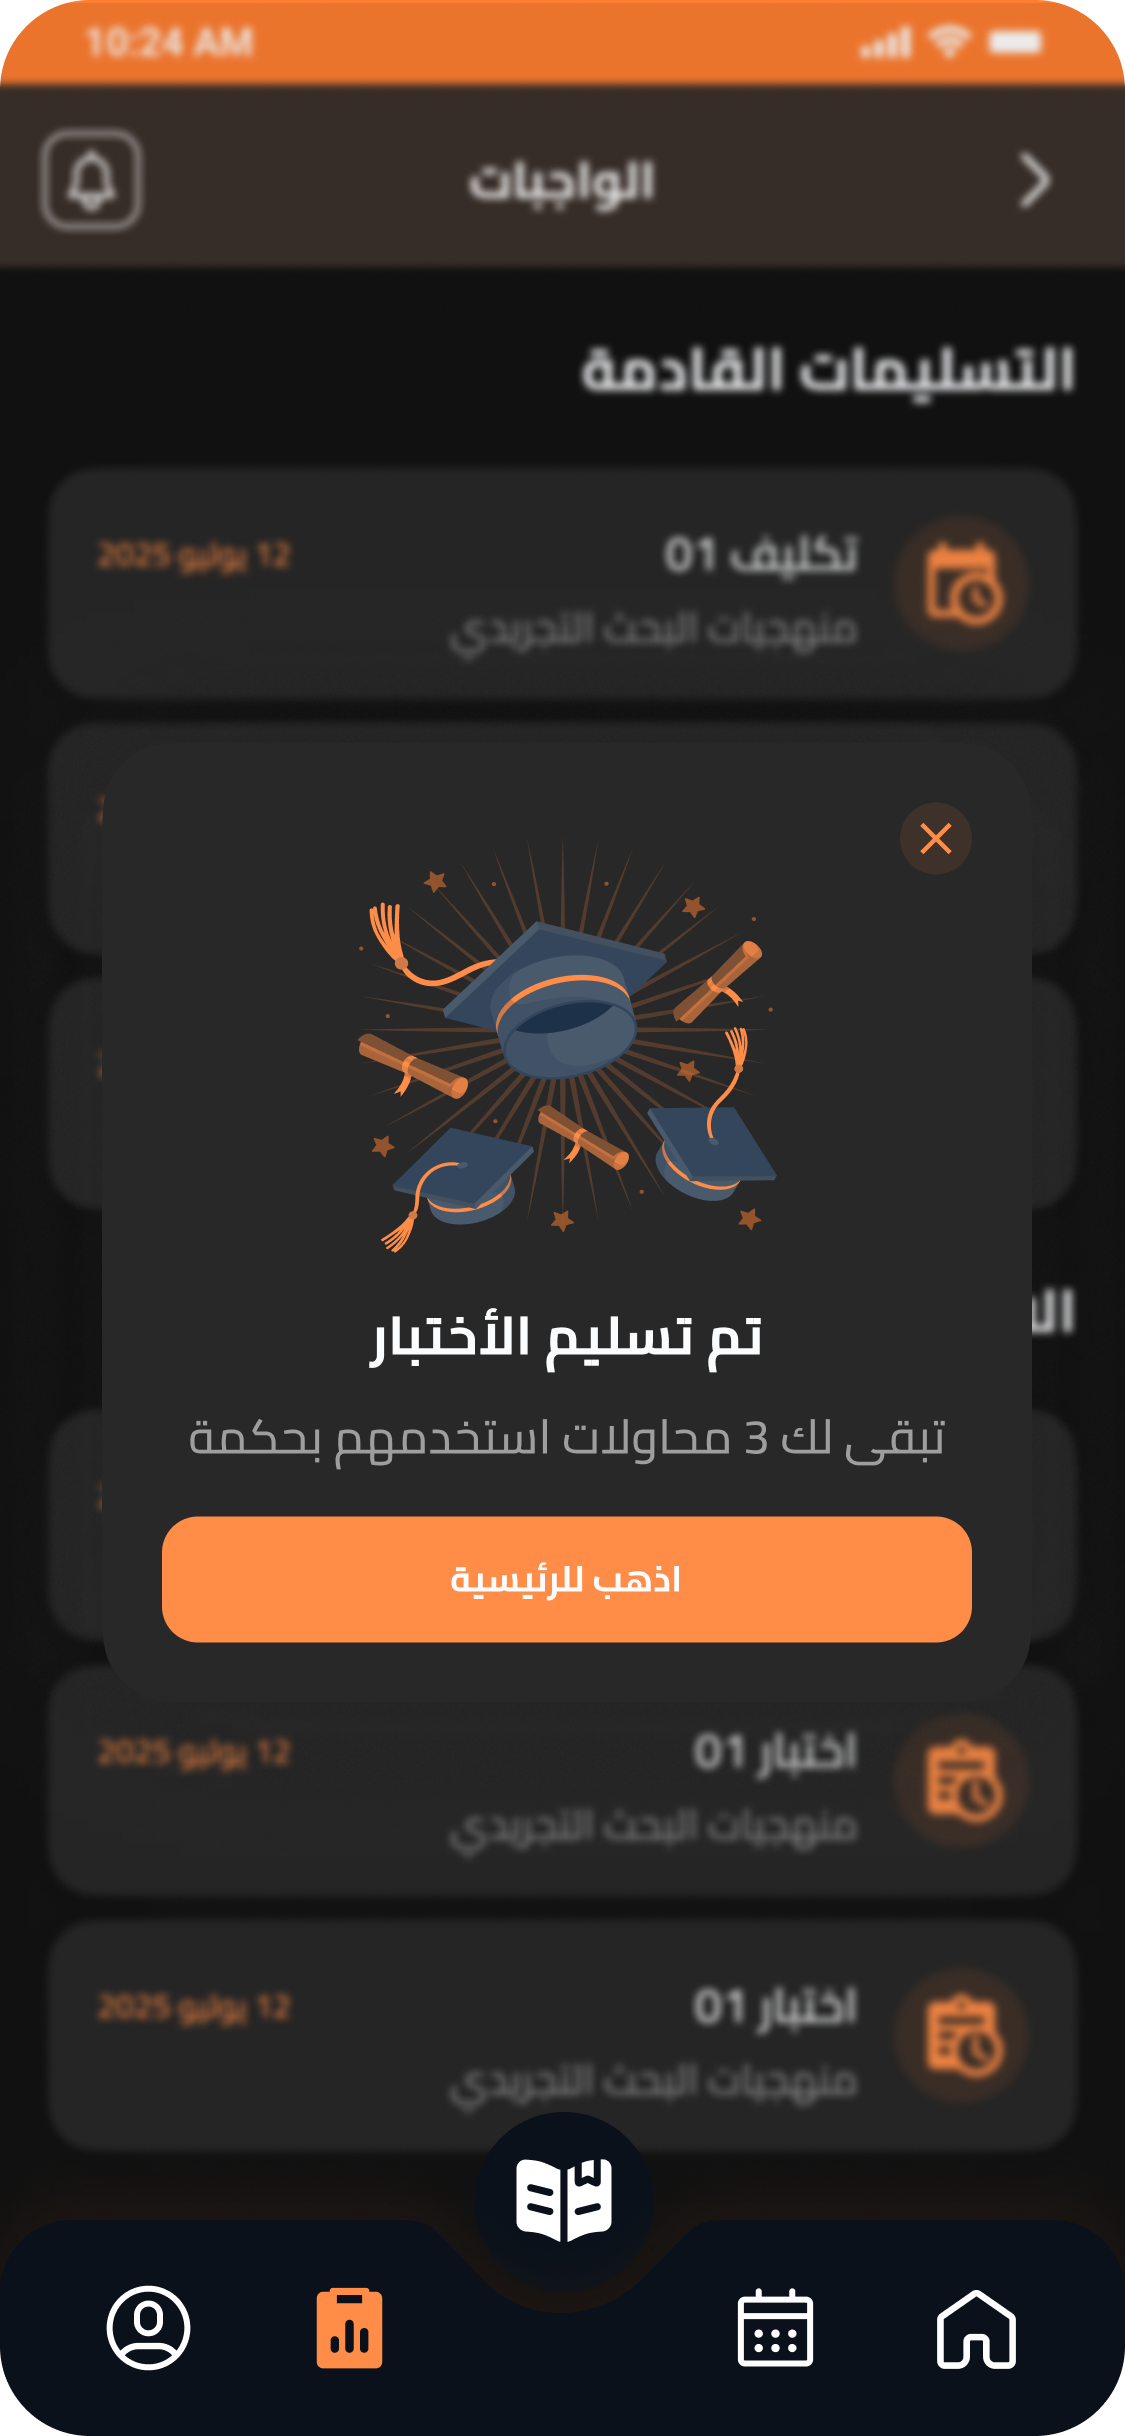 10:24 AM
الواجبات
التسليمات القادمة
تكليف 01
12 يوليو 2025
منهجيات البحث التجريدي
تم تسليم الأختبار
تبقى لك 3 محاولات استخدمهم بحكمة
اذهب للرئيسية
اختبار 01
12 يوليو 2025
منهجيات البحث التجريدي
اختبار 01
12 يوليو 2025
منهجيات البحث التجريدي